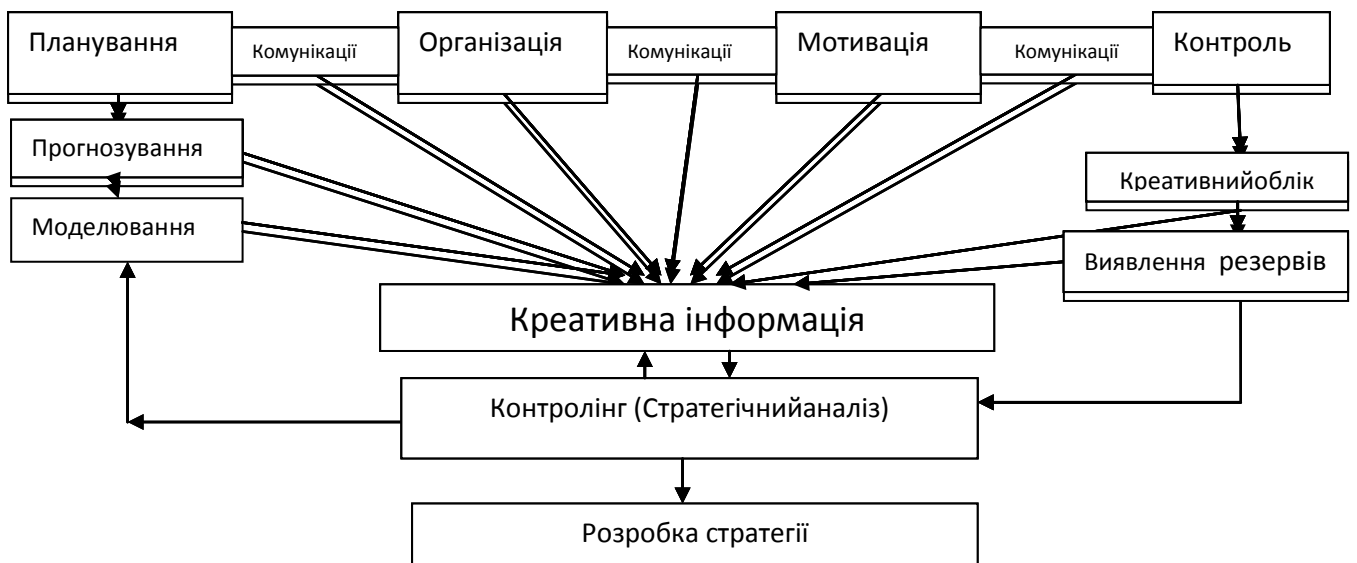 Планування
Комунікації
Організація
Комунікації
Мотивація
Комунікації
Контроль
Прогнозування
Креативнийоблік
Моделювання
Виявлення резервів
Креативна інформація
Контролінг (Стратегічнийаналіз)
Розробка стратегії